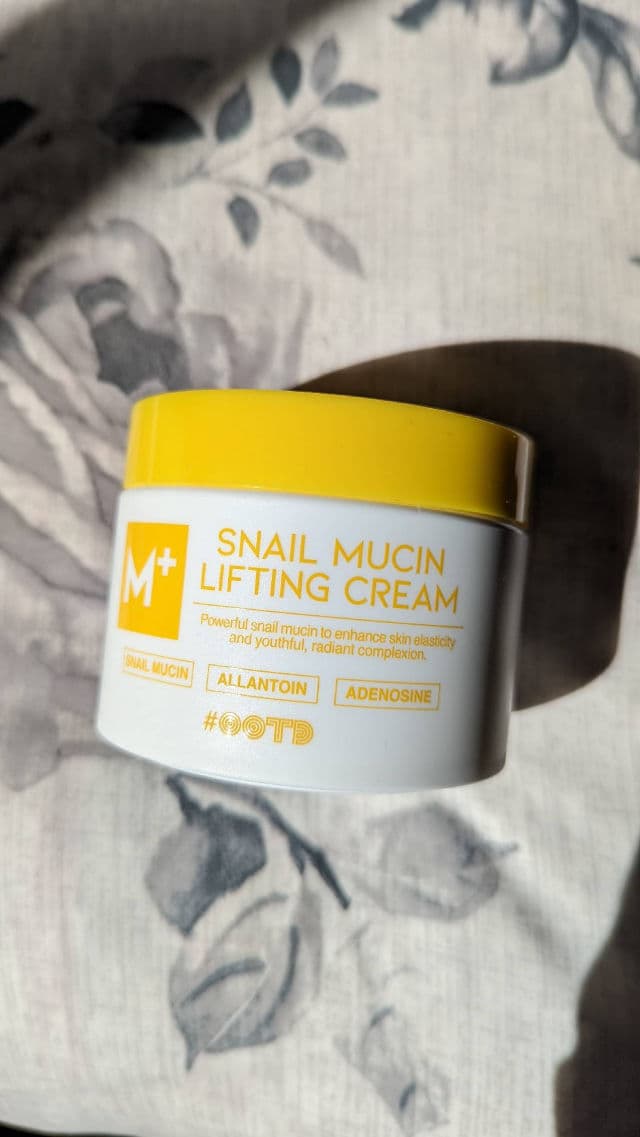 M+
SNAIL MUCIN
LIFTING CREAM
Powerful snail mucin to enhance skin elasticity
and youthful, radiant complexion.
SNAIL MUCIN
ALLANTOIN
ADENOSINE
#OOTD